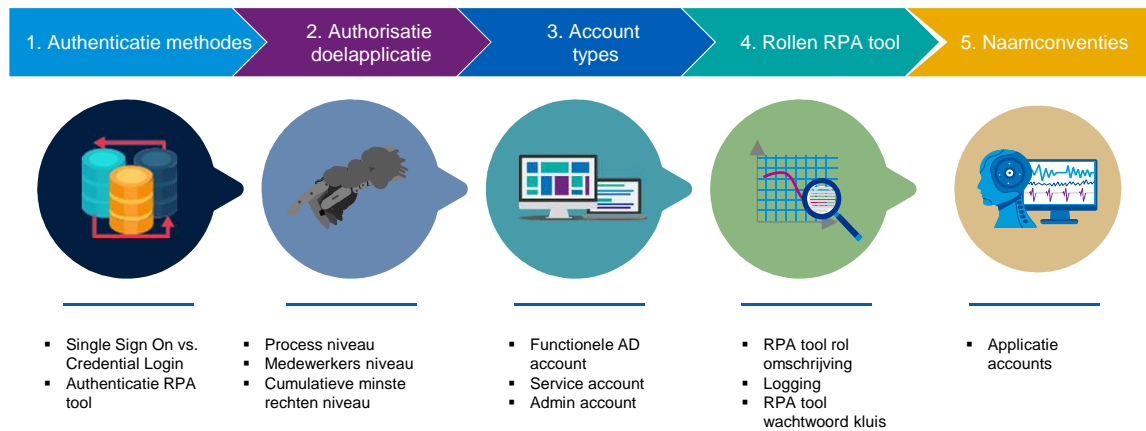 1. Authenticatie methodes
2. Authorisatie
doelapplicatie
3. Account
types
4. Rollen RPA tool
5. Naamconventies
▪ Single Sign On vs.
Credential Login
▪ Authenticatie RPA
tool
▪ Process niveau
▪ Medewerkers niveau
▪ Cumulatieve minste
rechten niveau
▪ Functionele AD
account
▪ Service account
▪ Admin account
▪ RPA tool rol
omschrijving
▪ Logging
▪ RPA tool
wachtwoord kluis
▪ Applicatie
accounts